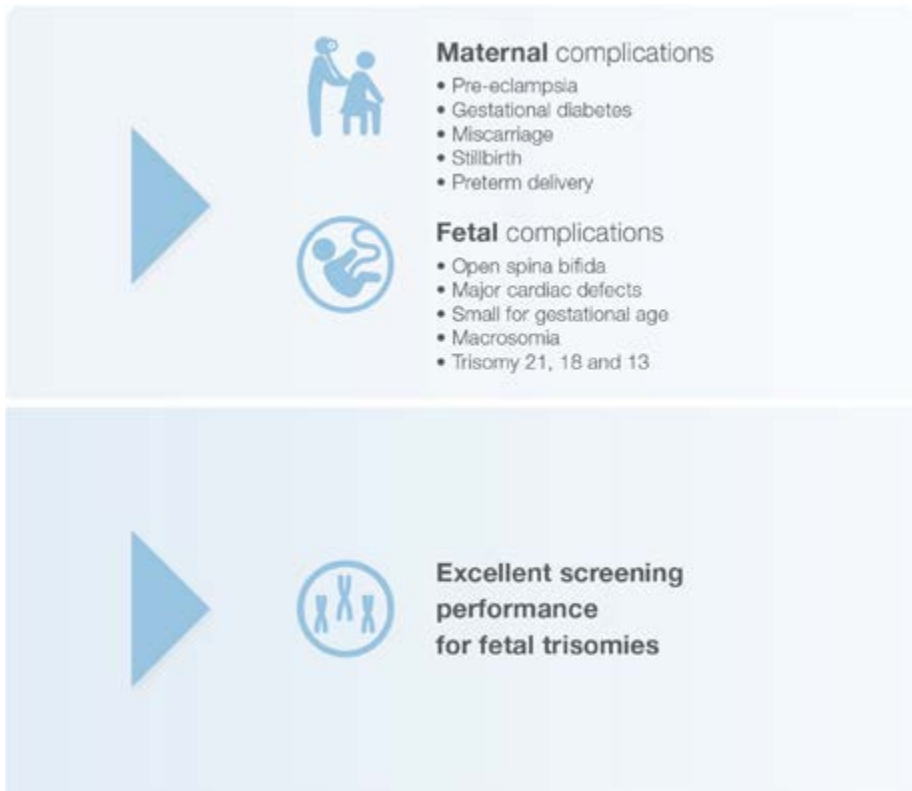 Maternal complications
• Pre-eclampsia
• Gestational diabetes
• Miscarriage
• Stillbirth
• Preterm delivery
Fetal complications
• Open spina bifida
• Major cardiac defects
• Small for gestational age
• Macrosomia
• Trisomy 21, 18 and 13
Excellent screening
performance
for fetal trisomies